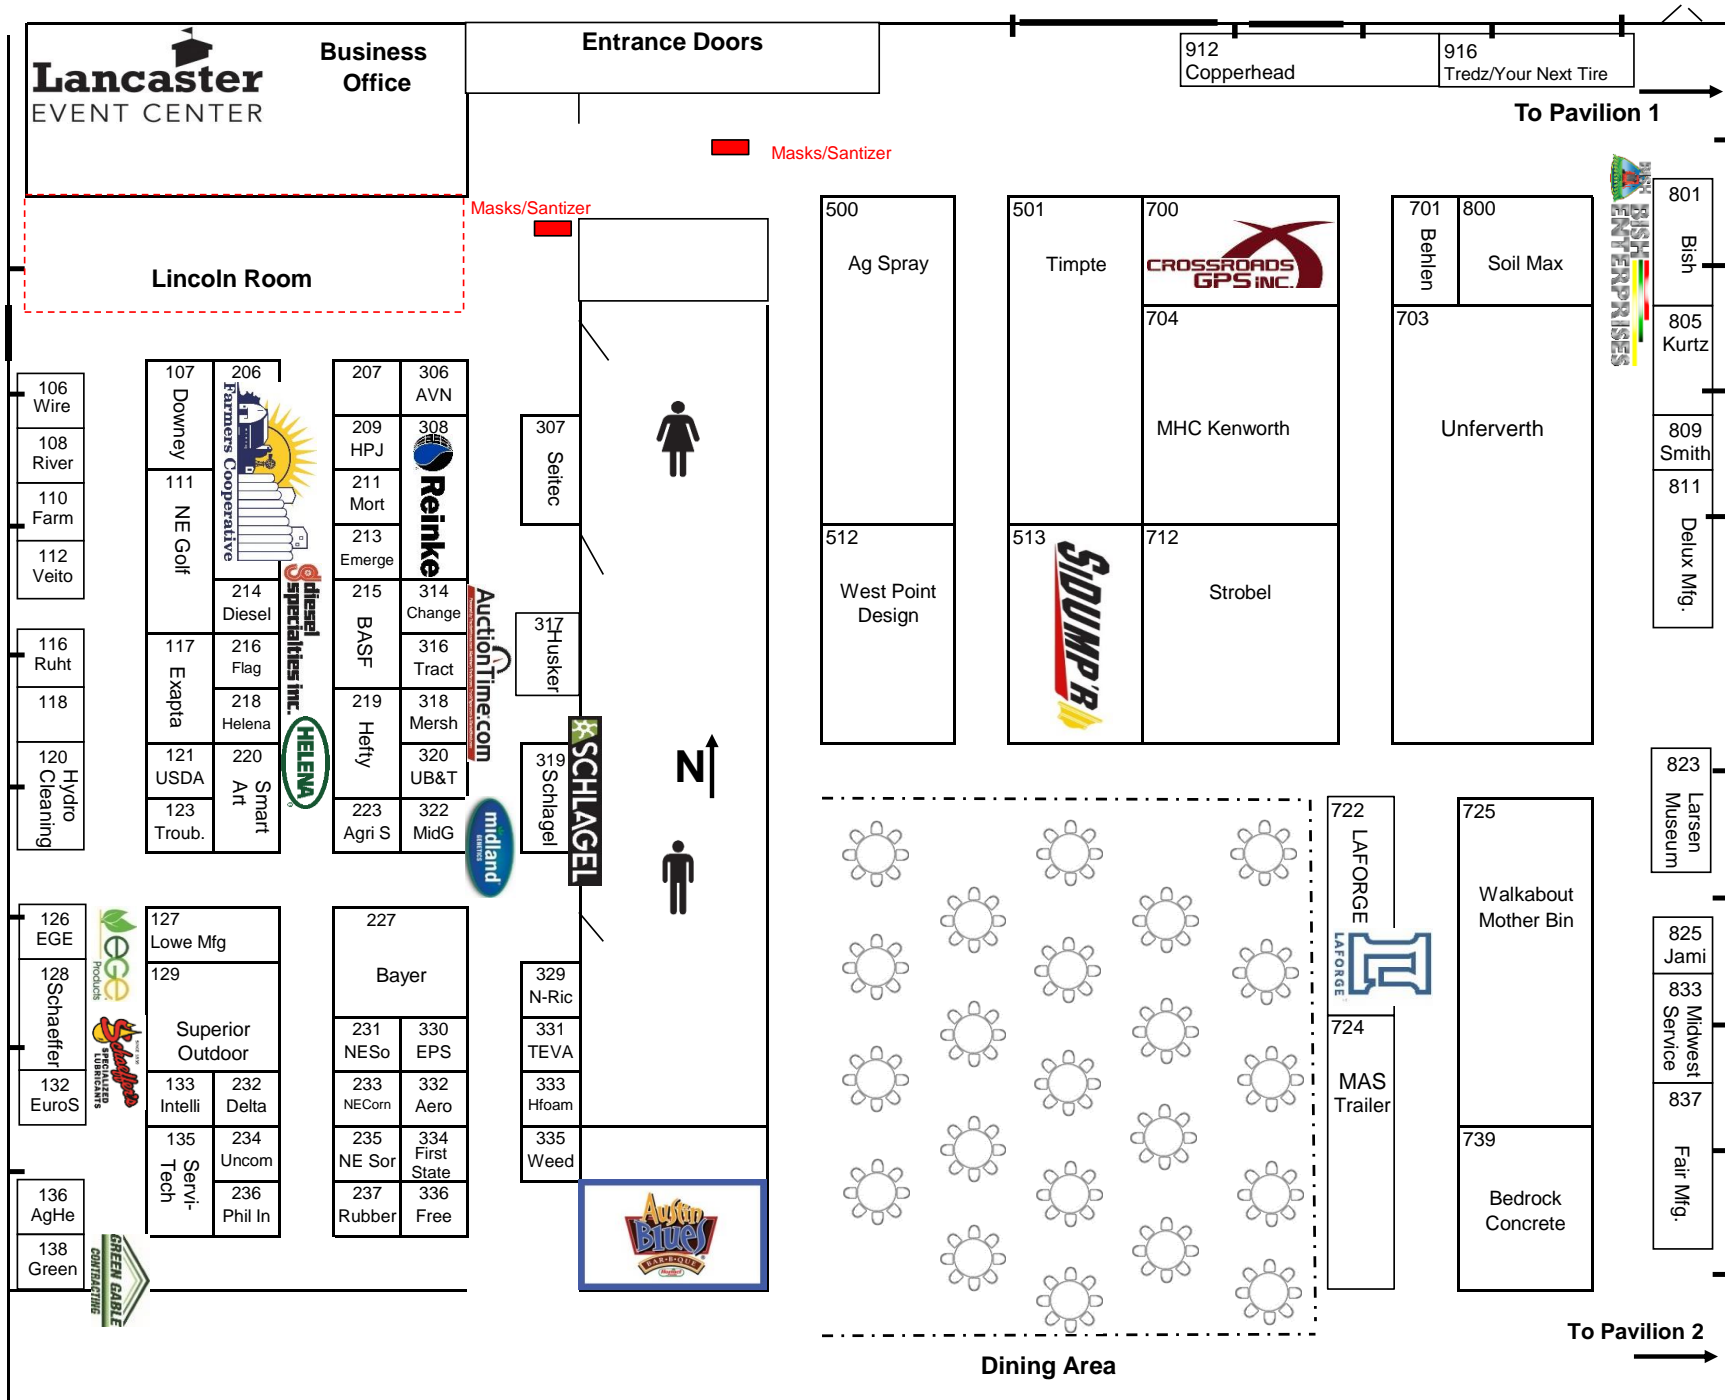 Lancaster
EVENT CENTER
Business
Office
Entrance Doors
912
Copperhead
916
Tredz/Your Next Tire
To Pavilion 1
Masks/Santizer
Masks/Santizer
Lincoln Room
500
Ag Spray
501
Timpte
700
CROSSROADS
GPS INC.
701
Behlen
800
Soil Max
BISH
BISH
ENTERPRISES
801
Bish
704
MHC Kenworth
703
Unferverth
805
Kurtz
809
Smith
811
Delux Mfg.
106
Wire
108
River
110
Farm
112
Veito
116
Ruht
118
120
Hydro
Cleaning
107
Downey
111
NE Golf
117
Exapta
121
USDA
123
Troub.
206
Farmers Cooperative
214
Diesel
diesel
specialties inc.
216
Flag
218
Helena
HELENA
220
Smart
Art
207
209
HPJ
211
Mort
213
Emerge
215
BASF
219
Hefty
223
Agri S
306
AVN
308
Reinke
314
Change
316
Tract
318
Mersh
320
UB&T
322
MidG
AuctionTime.com
midland
GENETICS
307
Seitec
317
Husker
319
Schlagel
SCHLAGEL
N
512
West Point
Design
513
SIDUMP'R
712
Strobel
722
LAFORGE
LAFORGE
724
MAS
Trailer
725
Walkabout
Mother Bin
739
Bedrock
Concrete
823
Larsen
Museum
825
Jami
833
Midwest
Service
837
Fair Mfg.
126
EGE
EGE
Products
128
Schaeffer
Schaeffer's
SPECIALIZED
LUBRICANTS
132
EuroS
136
AgHe
138
Green
GREEN GABLE
CONTRACTING
127
Lowe Mfg
129
Superior
Outdoor
133
Intelli
232
Delta
135
Servi-
Tech
234
Uncom
236
Phil In
227
Bayer
231
NESo
330
EPS
233
NECorn
332
Aero
235
NE Sor
334
First
State
237
Rubber
336
Free
329
N-Ric
331
TEVA
333
Hfoam
335
Weed
Austin
Blues
BAR-B-QUE
Dining Area
To Pavilion 2